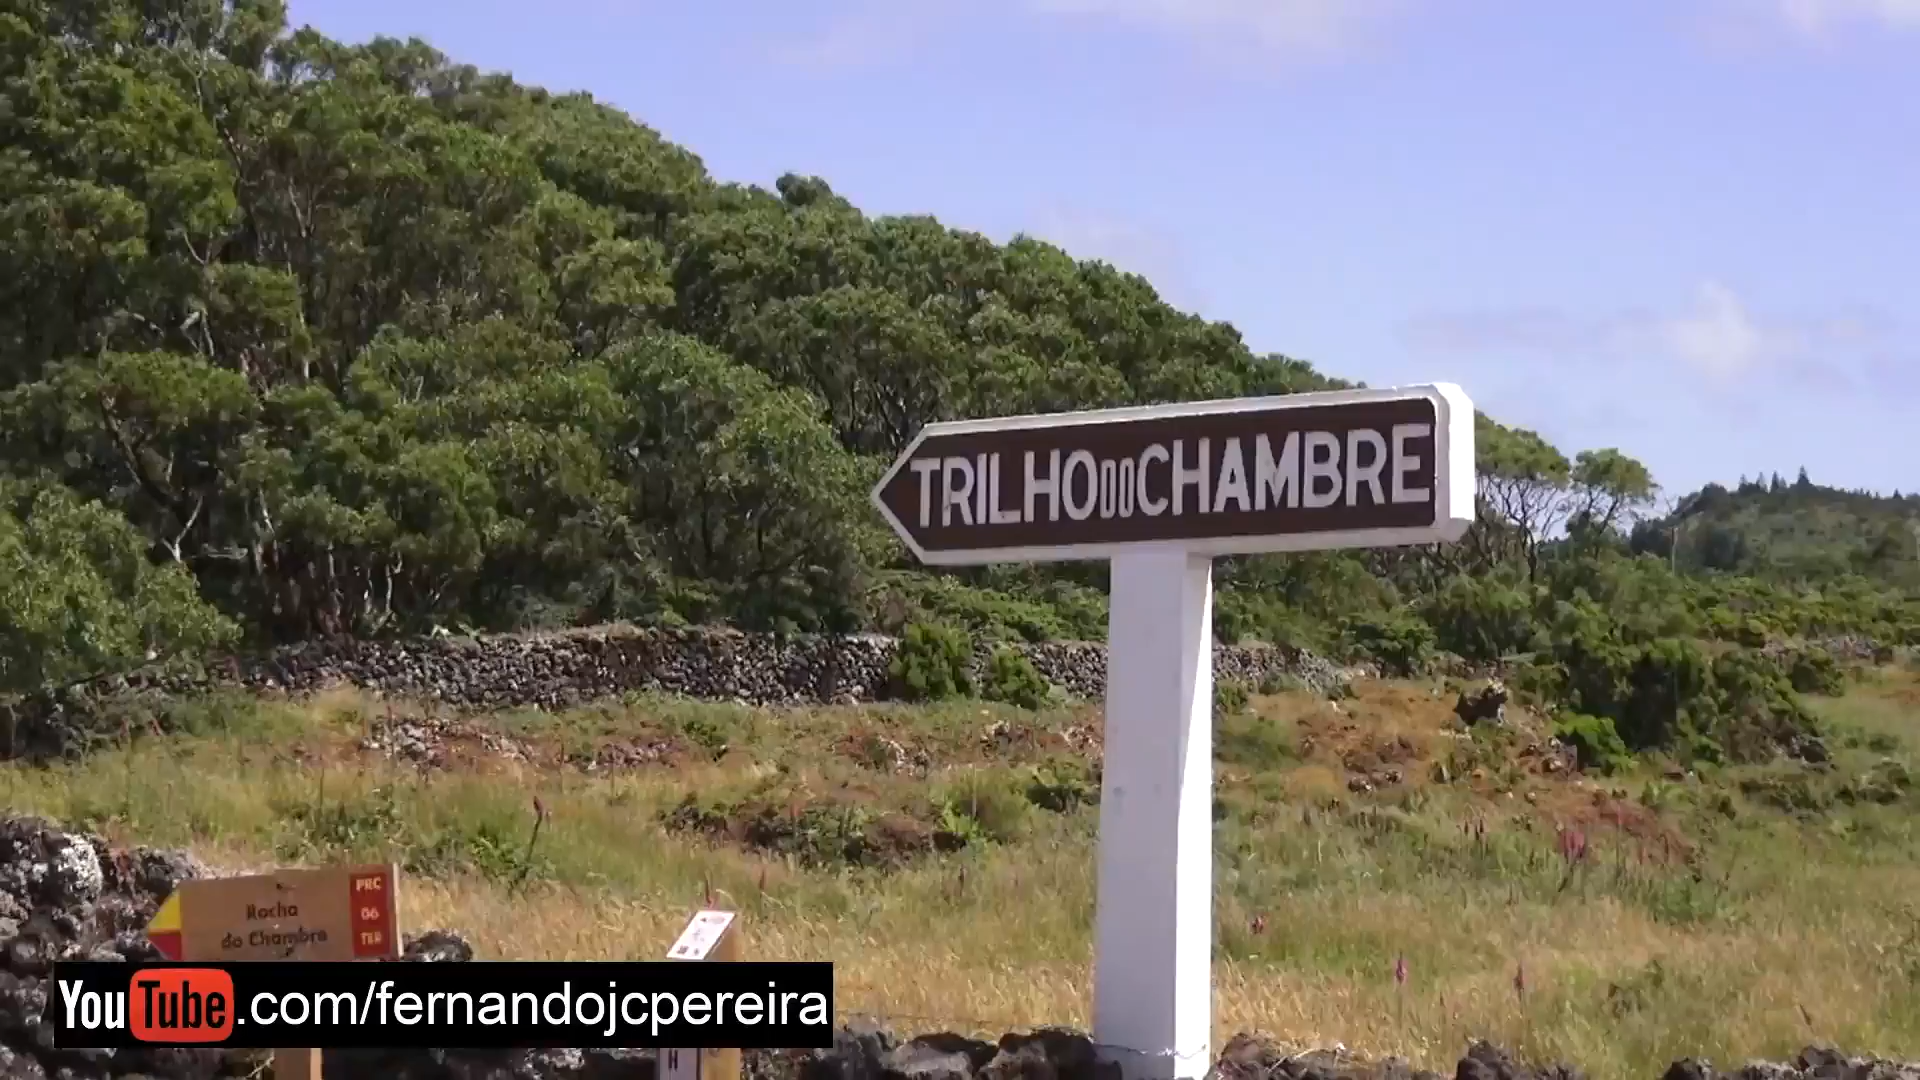 TRILHO DO CHAMBRE
PRC
06
TER
Rocha
do Chambre
YouTube.com/fernandojcpereira
H